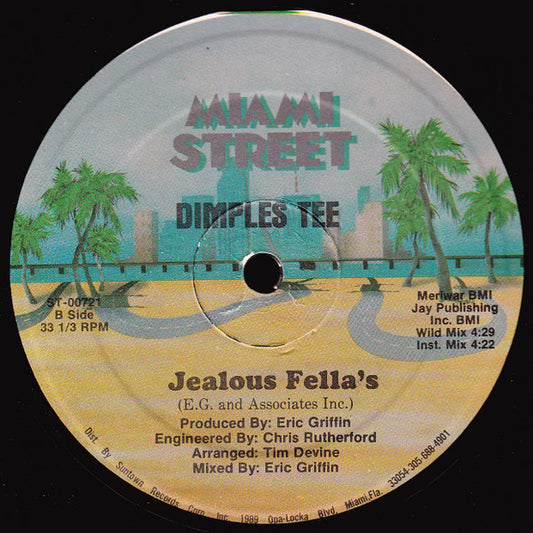 MIAMI
STREET
DIMPLES TEE
ST-00721
B Side
33 1/3 RPM
Meriwar BMI
Jay Publishing
Inc. BMI
Wild Mix 4:29
Inst. Mix 4:22
Jealous Fella's
(E.G. and Associates Inc.)
Produced By: Eric Griffin
Engineered By: Chris Rutherford
Arranged: Tim Devine
Mixed By: Eric Griffin
Dist. By Suntown Records Corp. Inc. 1989 Opa-Locka Blvd. Miami, Fla. 33054-305-688-4901